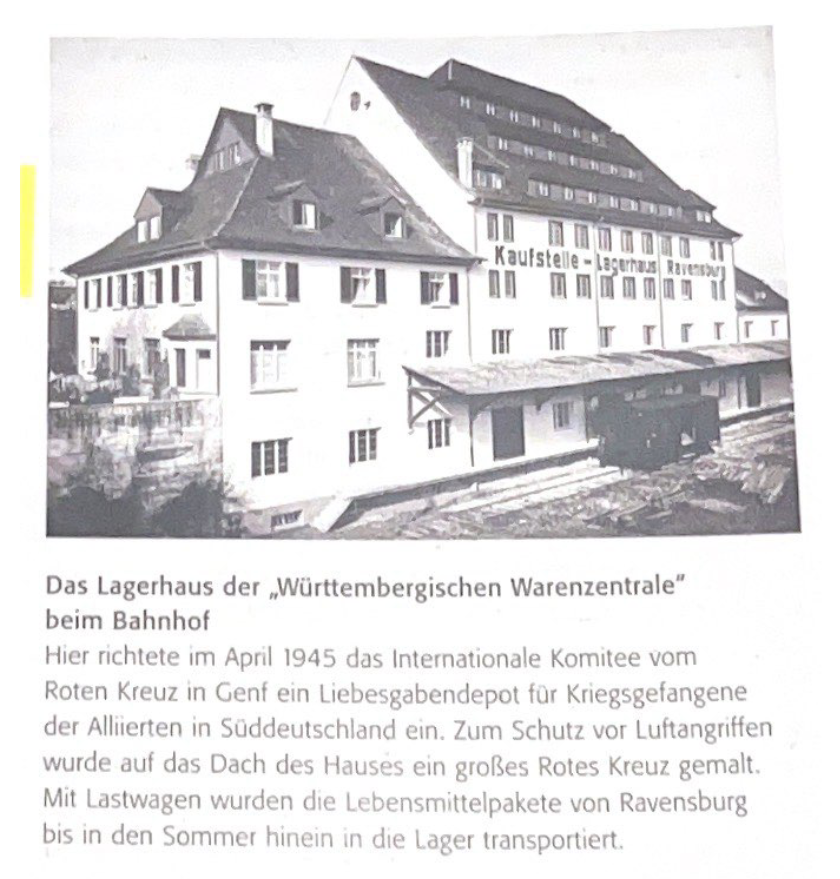 Kaufstelle - Lagerhaus Ravensburg
Das Lagerhaus der „Württembergischen Warenzentrale"
beim Bahnhof
Hier richtete im April 1945 das Internationale Komitee vom
Roten Kreuz in Genf ein Liebesgabendepot für Kriegsgefangene
der Alliierten in Süddeutschland ein. Zum Schutz vor Luftangriffen
wurde auf das Dach des Hauses ein großes Rotes Kreuz gemalt.
Mit Lastwagen wurden die Lebensmittelpakete von Ravensburg
bis in den Sommer hinein in die Lager transportiert.